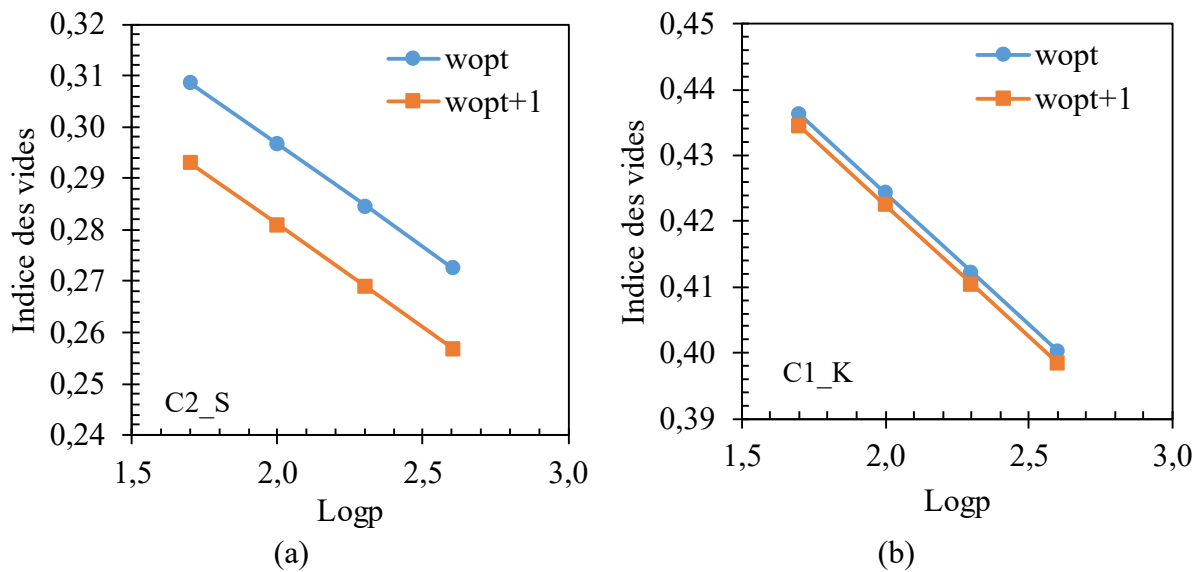 0,32
0,31
0,30
0,29
0,28
0,27
0,26
0,25
0,24
Indice des vides
wopt
wopt+1
C2_S
1,5 2,0 2,5 3,0
Logp
(a)
0,45
0,44
0,43
0,42
0,41
0,40
0,39
Indice des vides
wopt
wopt+1
C1_K
1,5 2,0 2,5 3,0
Logp
(b)